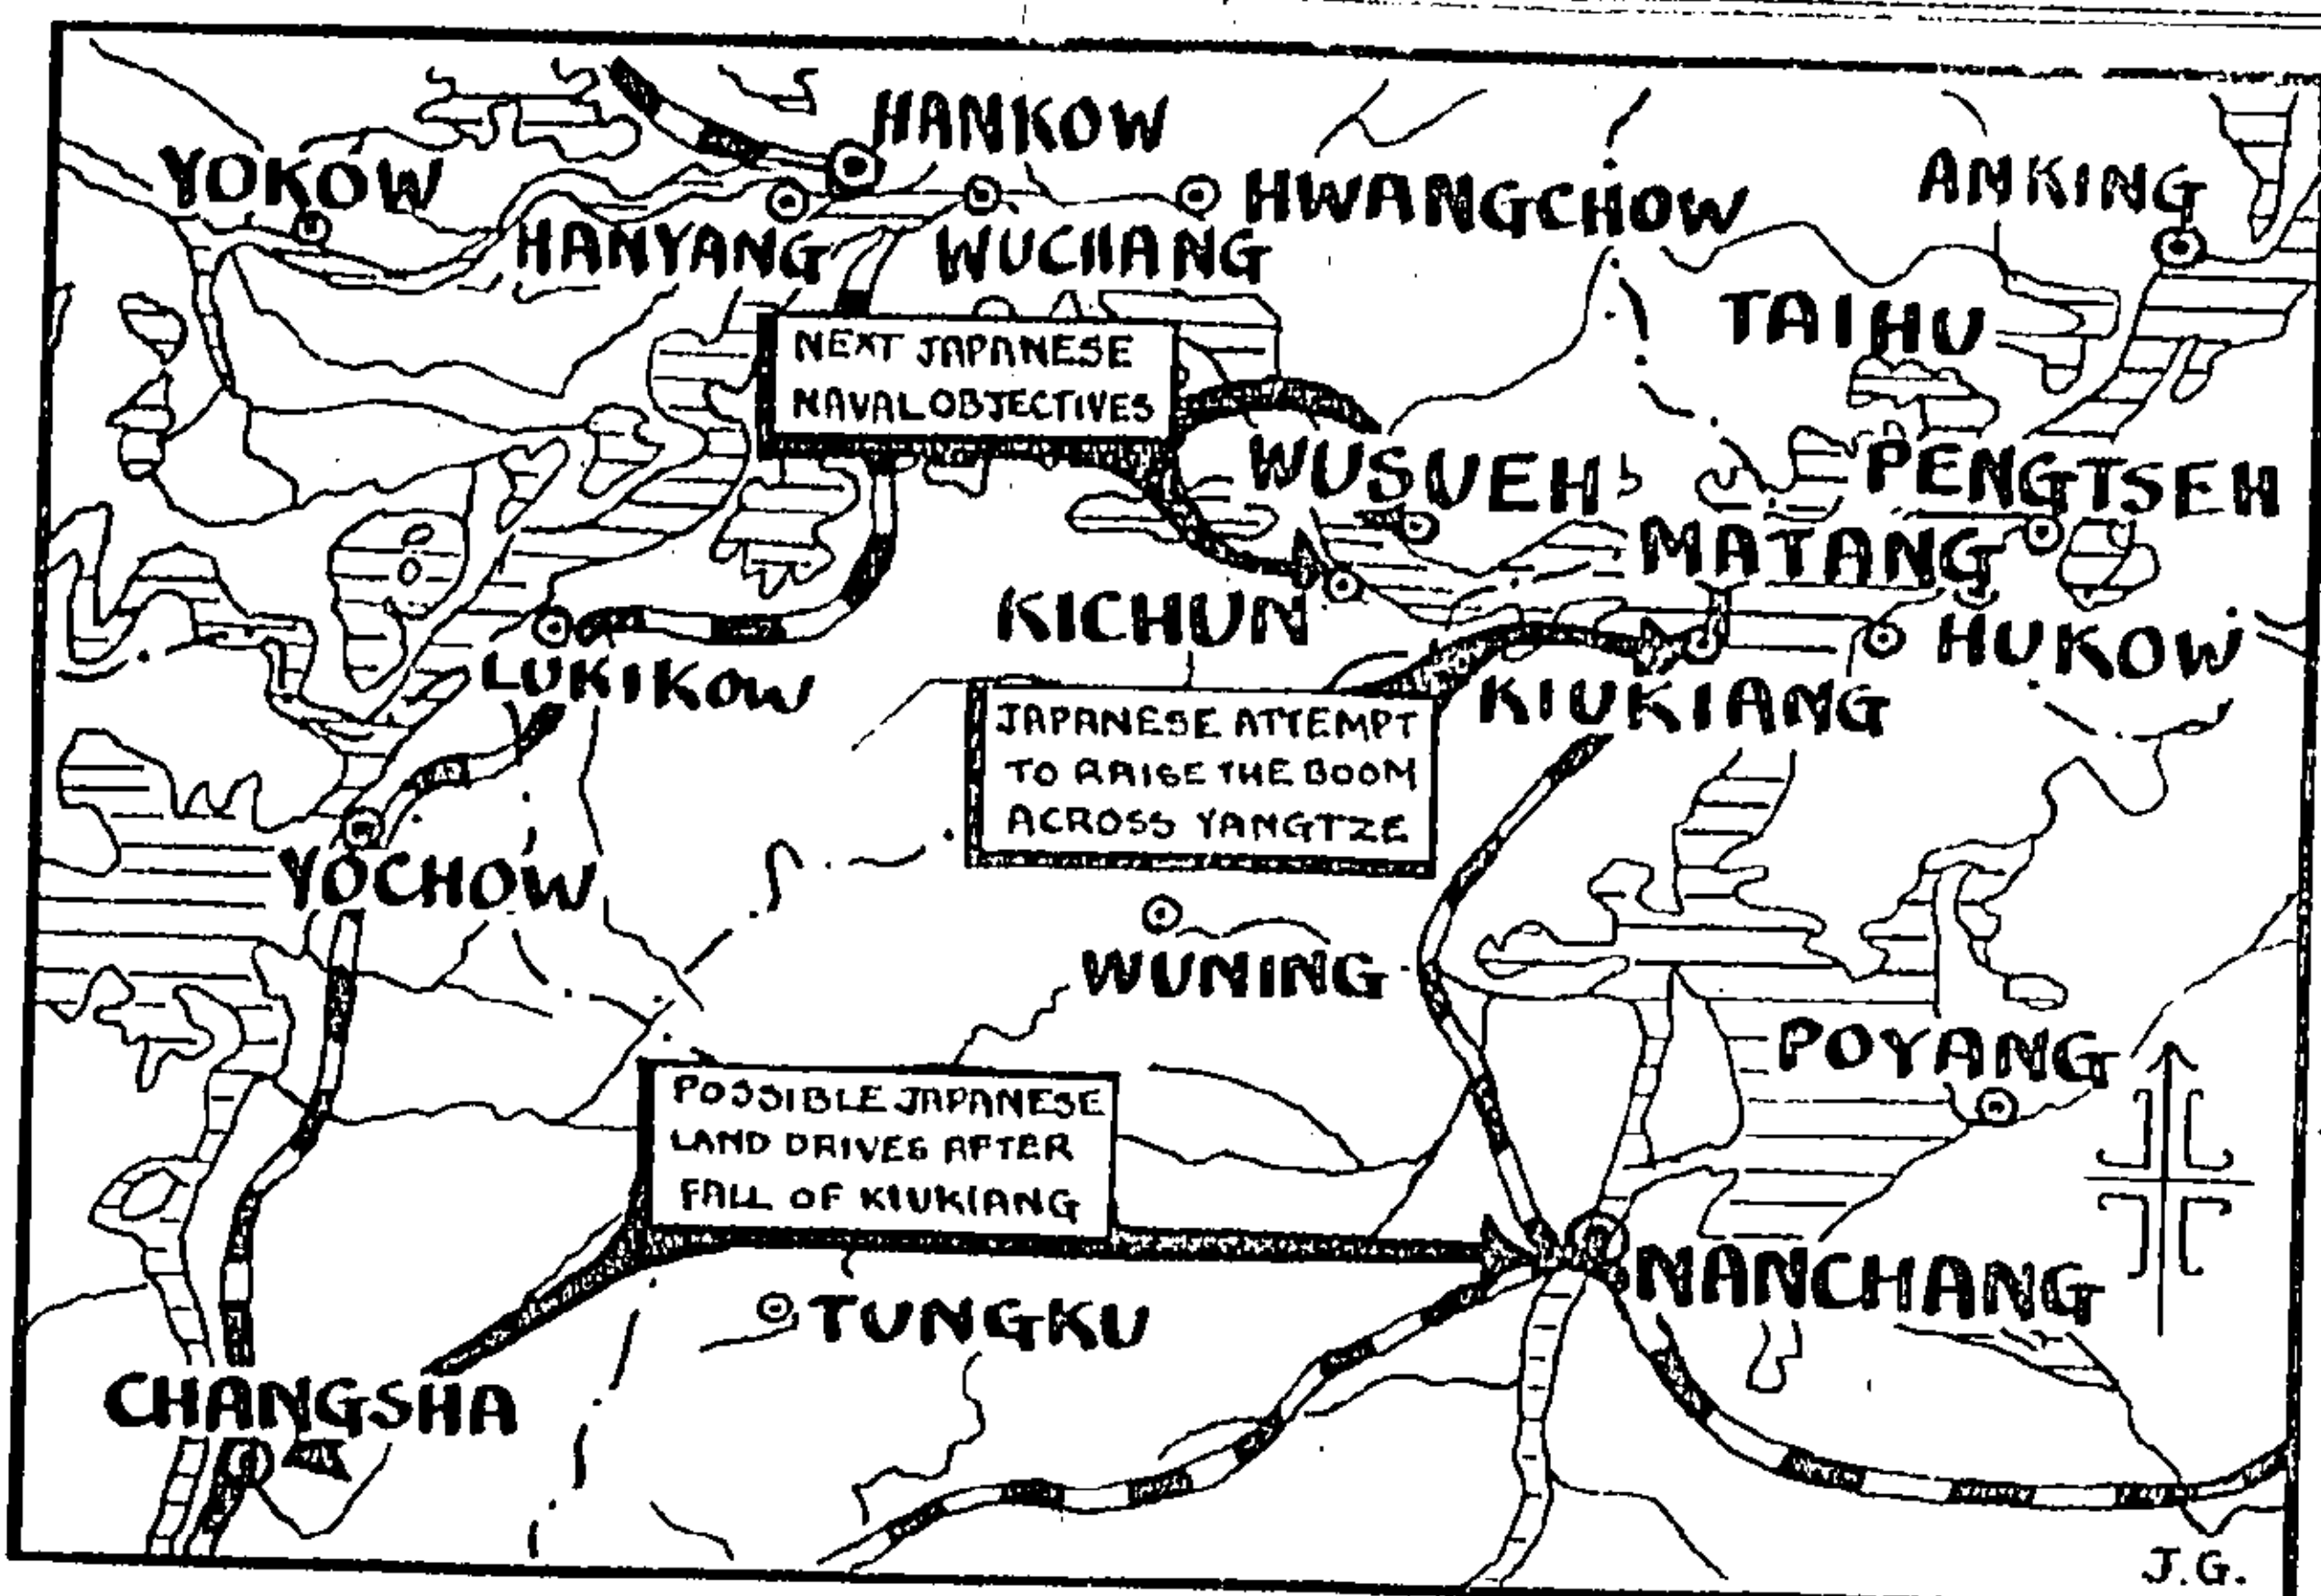 HANKOW
YOKOW
HWANGCHOW
ANKING
HANYANG
WUCHANG
TAIHU
NEXT JAPANESE
NAVAL OBJECTIVES
WUSUEH
PENGTSEH
MATANG
KICHUN
HUKOW
LUKIKOW
KIUKIANG
JAPANESE ATTEMPT
TO RAISE THE BOOM
ACROSS YANGTZE
YOCHOW
WUNING
POYANG
POSSIBLE JAPANESE
LAND DRIVES AFTER
FALL OF KIUKIANG
NANCHANG
TUNGKU
CHANGSHA
J.G.